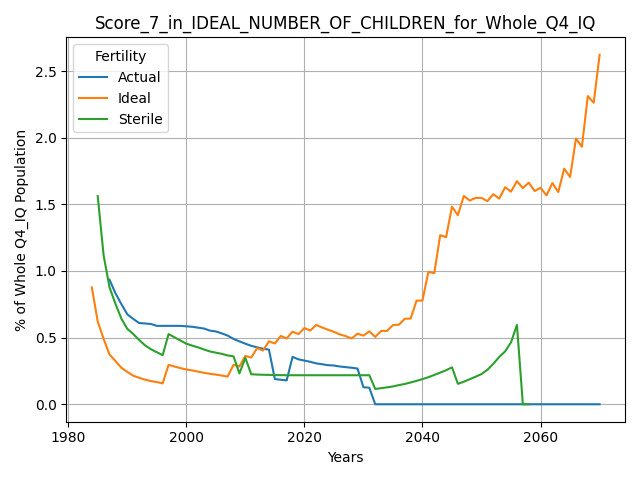 Score_7_in_IDEAL_NUMBER_OF_CHILDREN_for_Whole_Q4_IQ
Fertility
Actual
Ideal
Sterile
% of Whole Q4_IQ Population
2.5
2.0
1.5
1.0
0.5
0.0
1980 2000 2020 2040 2060
Years